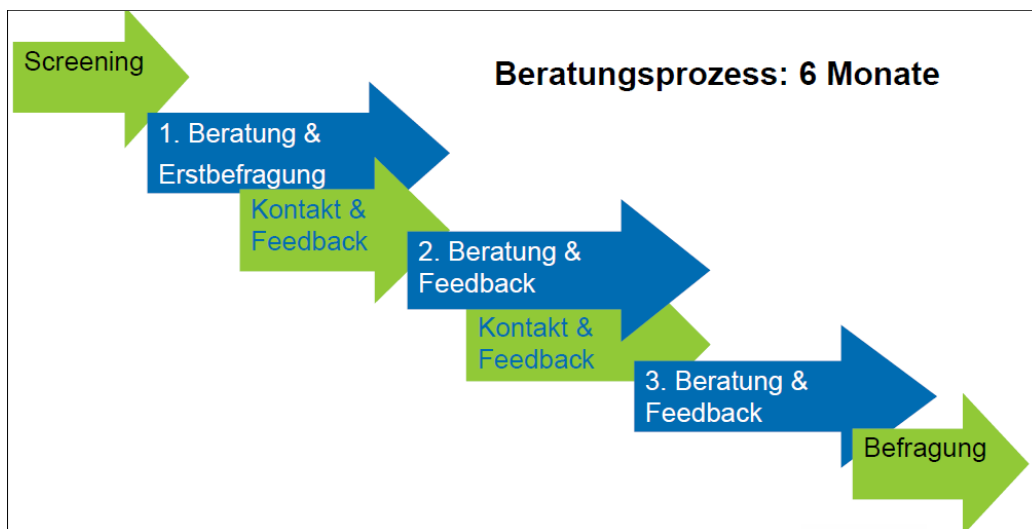 Screening
Beratungsprozess: 6 Monate
1. Beratung &
Erstbefragung
Kontakt &
Feedback
2. Beratung &
Feedback
Kontakt &
Feedback
3. Beratung &
Feedback
Befragung